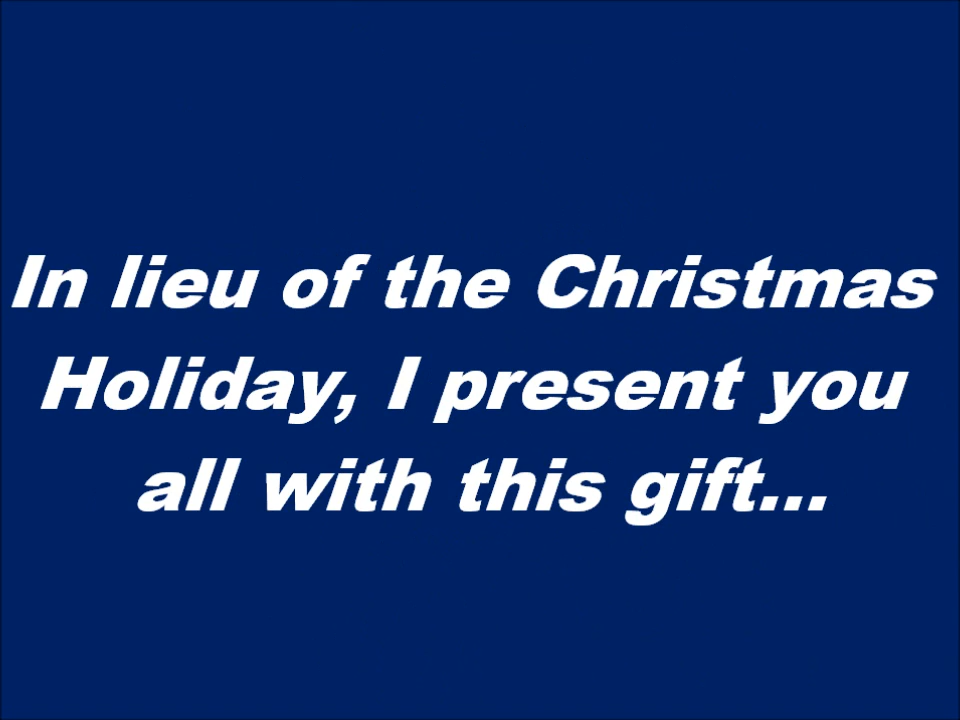 In lieu of the Christmas
Holiday, I present you
all with this gift...